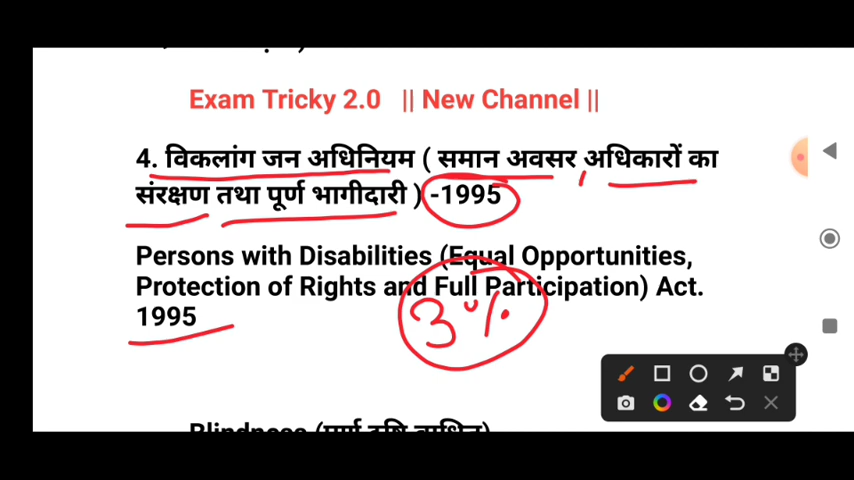 Exam Tricky 2.0 || New Channel ||
4. विकलांग जन अधिनियम ( समान अवसर , अधिकारों का
संरक्षण तथा पूर्ण भागीदारी ) -1995
Persons with Disabilities (Equal Opportunities,
Protection of Rights and Full Participation) Act.
1995
3%
Blindness (पूर्ण दृष्टि बाधित)